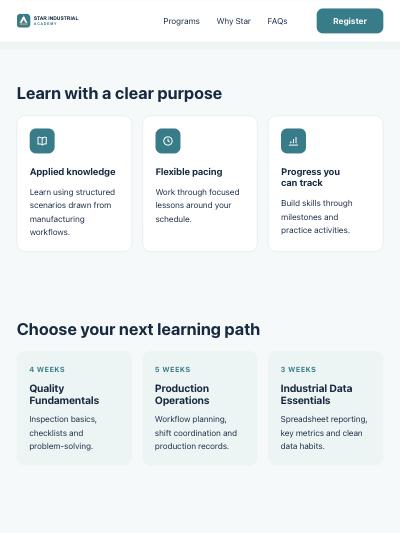 STAR INDUSTRIAL
ACADEMY
Programs
Why Star
FAQs
Register
Learn with a clear purpose
Applied knowledge
Learn using structured
scenarios drawn from
manufacturing
workflows.
Flexible pacing
Work through focused
lessons around your
schedule.
Progress you
can track
Build skills through
milestones and
practice activities.
Choose your next learning path
4 WEEKS
Quality
Fundamentals
Inspection basics,
checklists and
problem-solving.
5 WEEKS
Production
Operations
Workflow planning,
shift coordination and
production records.
3 WEEKS
Industrial Data
Essentials
Spreadsheet reporting,
key metrics and clean
data habits.